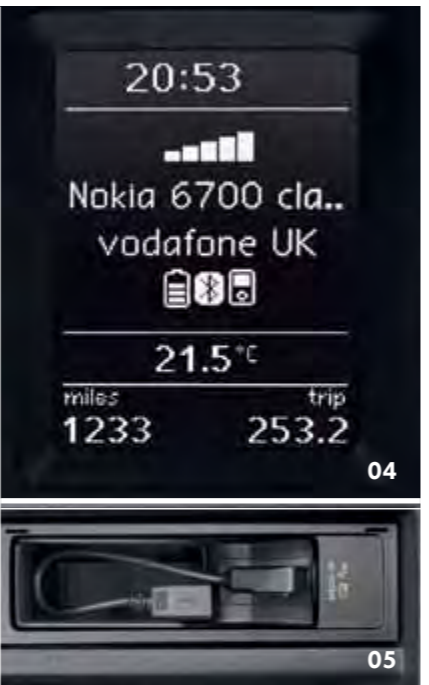 20:53
Nokia 6700 cla..
vodafone UK
21.5°C
miles trip
1233 253.2
04
05